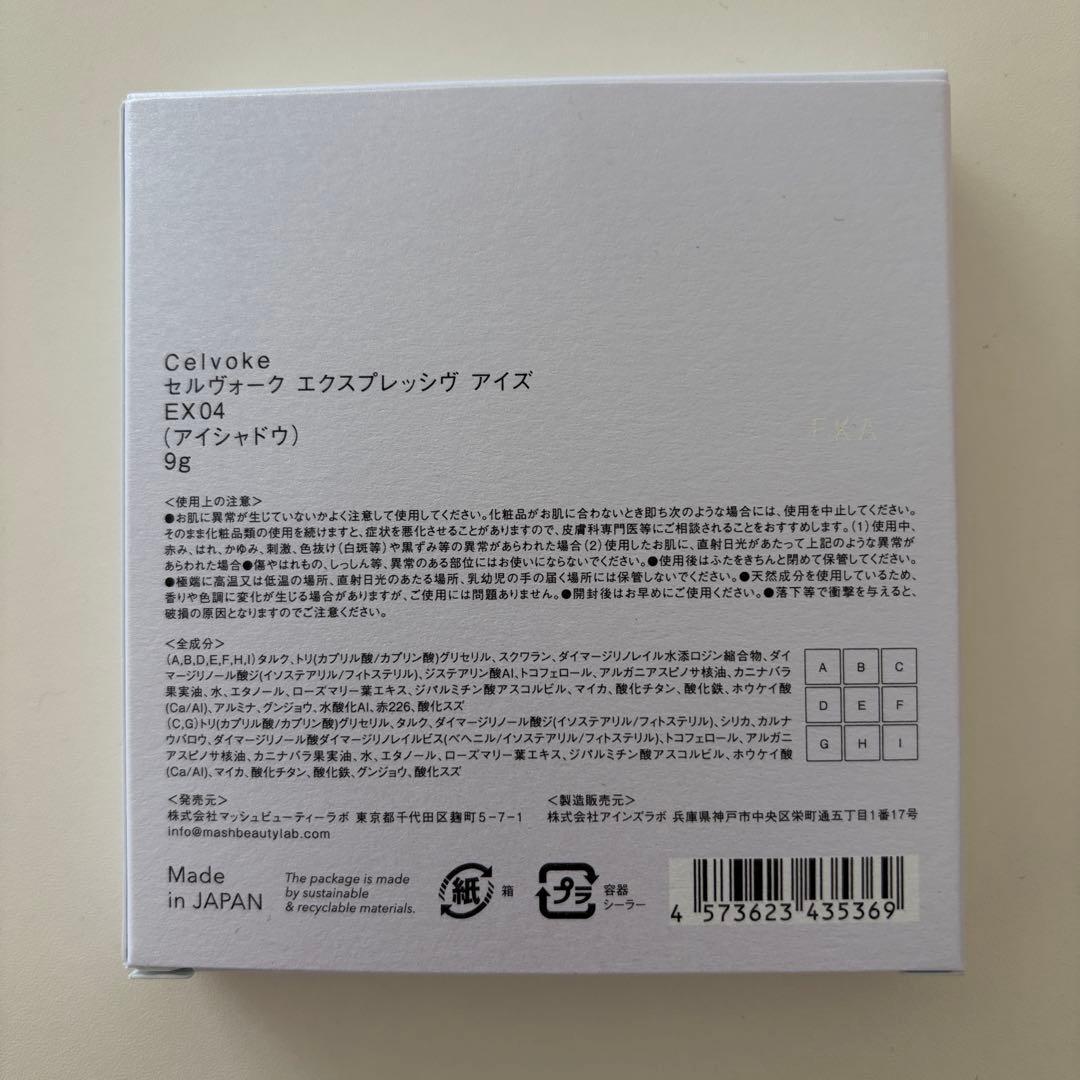 Celvoke
セルヴォーク エクスプレッシヴ アイズ
EX04
(アイシャドウ)
9g
FKA
<使用上の注意>
●お肌に異常が生じていないかよく注意して使用してください。化粧品がお肌に合わないとき即ち次のような場合には、使用を中止してください。
そのまま化粧品類の使用を続けますと、症状を悪化させることがありますので、皮膚科専門医等にご相談されることをおすすめします。(1)使用中、
赤み、はれ、かゆみ、刺激、色抜け(白斑等)や黒ずみ等の異常があらわれた場合(2)使用したお肌に、直射日光があたって上記のような異常が
あらわれた場合●傷やはれもの、しっしん等、異常のある部位にはお使いにならないでください。●使用後はふたをきちんと閉めて保管してください。
●極端に高温又は低温の場所、直射日光のあたる場所、乳幼児の手の届く場所には保管しないでください。●天然成分を使用しているため、
香りや色調に変化が生じる場合がありますが、ご使用には問題ありません。●開封後はお早めにご使用ください。●落下等で衝撃を与えると、
破損の原因となりますのでご注意ください。
<全成分>
(A,B,D,E,F,H,I)タルク、トリ(カプリル酸/カプリン酸)グリセリル、スクワラン、ダイマージリノレイル水添ロジン縮合物、ダイ
マージリノール酸ジ(イソステアリル/フィトステリル)、ジステアリン酸Al、トコフェロール、アルガニアスピノサ核油、カニナバラ
果実油、水、エタノール、ローズマリー葉エキス、ジパルミチン酸アスコルビル、マイカ、酸化チタン、酸化鉄、ホウケイ酸
(Ca/Al)、アルミナ、グンジョウ、水酸化Al、赤226、酸化スズ
(C,G)トリ(カプリル酸/カプリン酸)グリセリル、タルク、ダイマージリノール酸ジ(イソステアリル/フィトステリル)、シリカ、カルナ
ウバロウ、ダイマージリノール酸ダイマージリノレイルビス(ベヘニル/イソステアリル/フィトステリル)、トコフェロール、アルガニ
アスピノサ核油、カニナバラ果実油、水、エタノール、ローズマリー葉エキス、ジパルミチン酸アスコルビル、ホウケイ酸
(Ca/Al)、マイカ、酸化チタン、酸化鉄、グンジョウ、酸化スズ
A B C
D E F
G H I
<発売元>
株式会社マッシュビューティーラボ 東京都千代田区麹町5-7-1
info@mashbeautylab.com
<製造販売元>
株式会社アインズラボ 兵庫県神戸市中央区栄町通五丁目1番17号
Made
in JAPAN
The package is made
by sustainable
& recyclable materials.
紙
箱
プラ
容器
シーラー
4 573623 435369